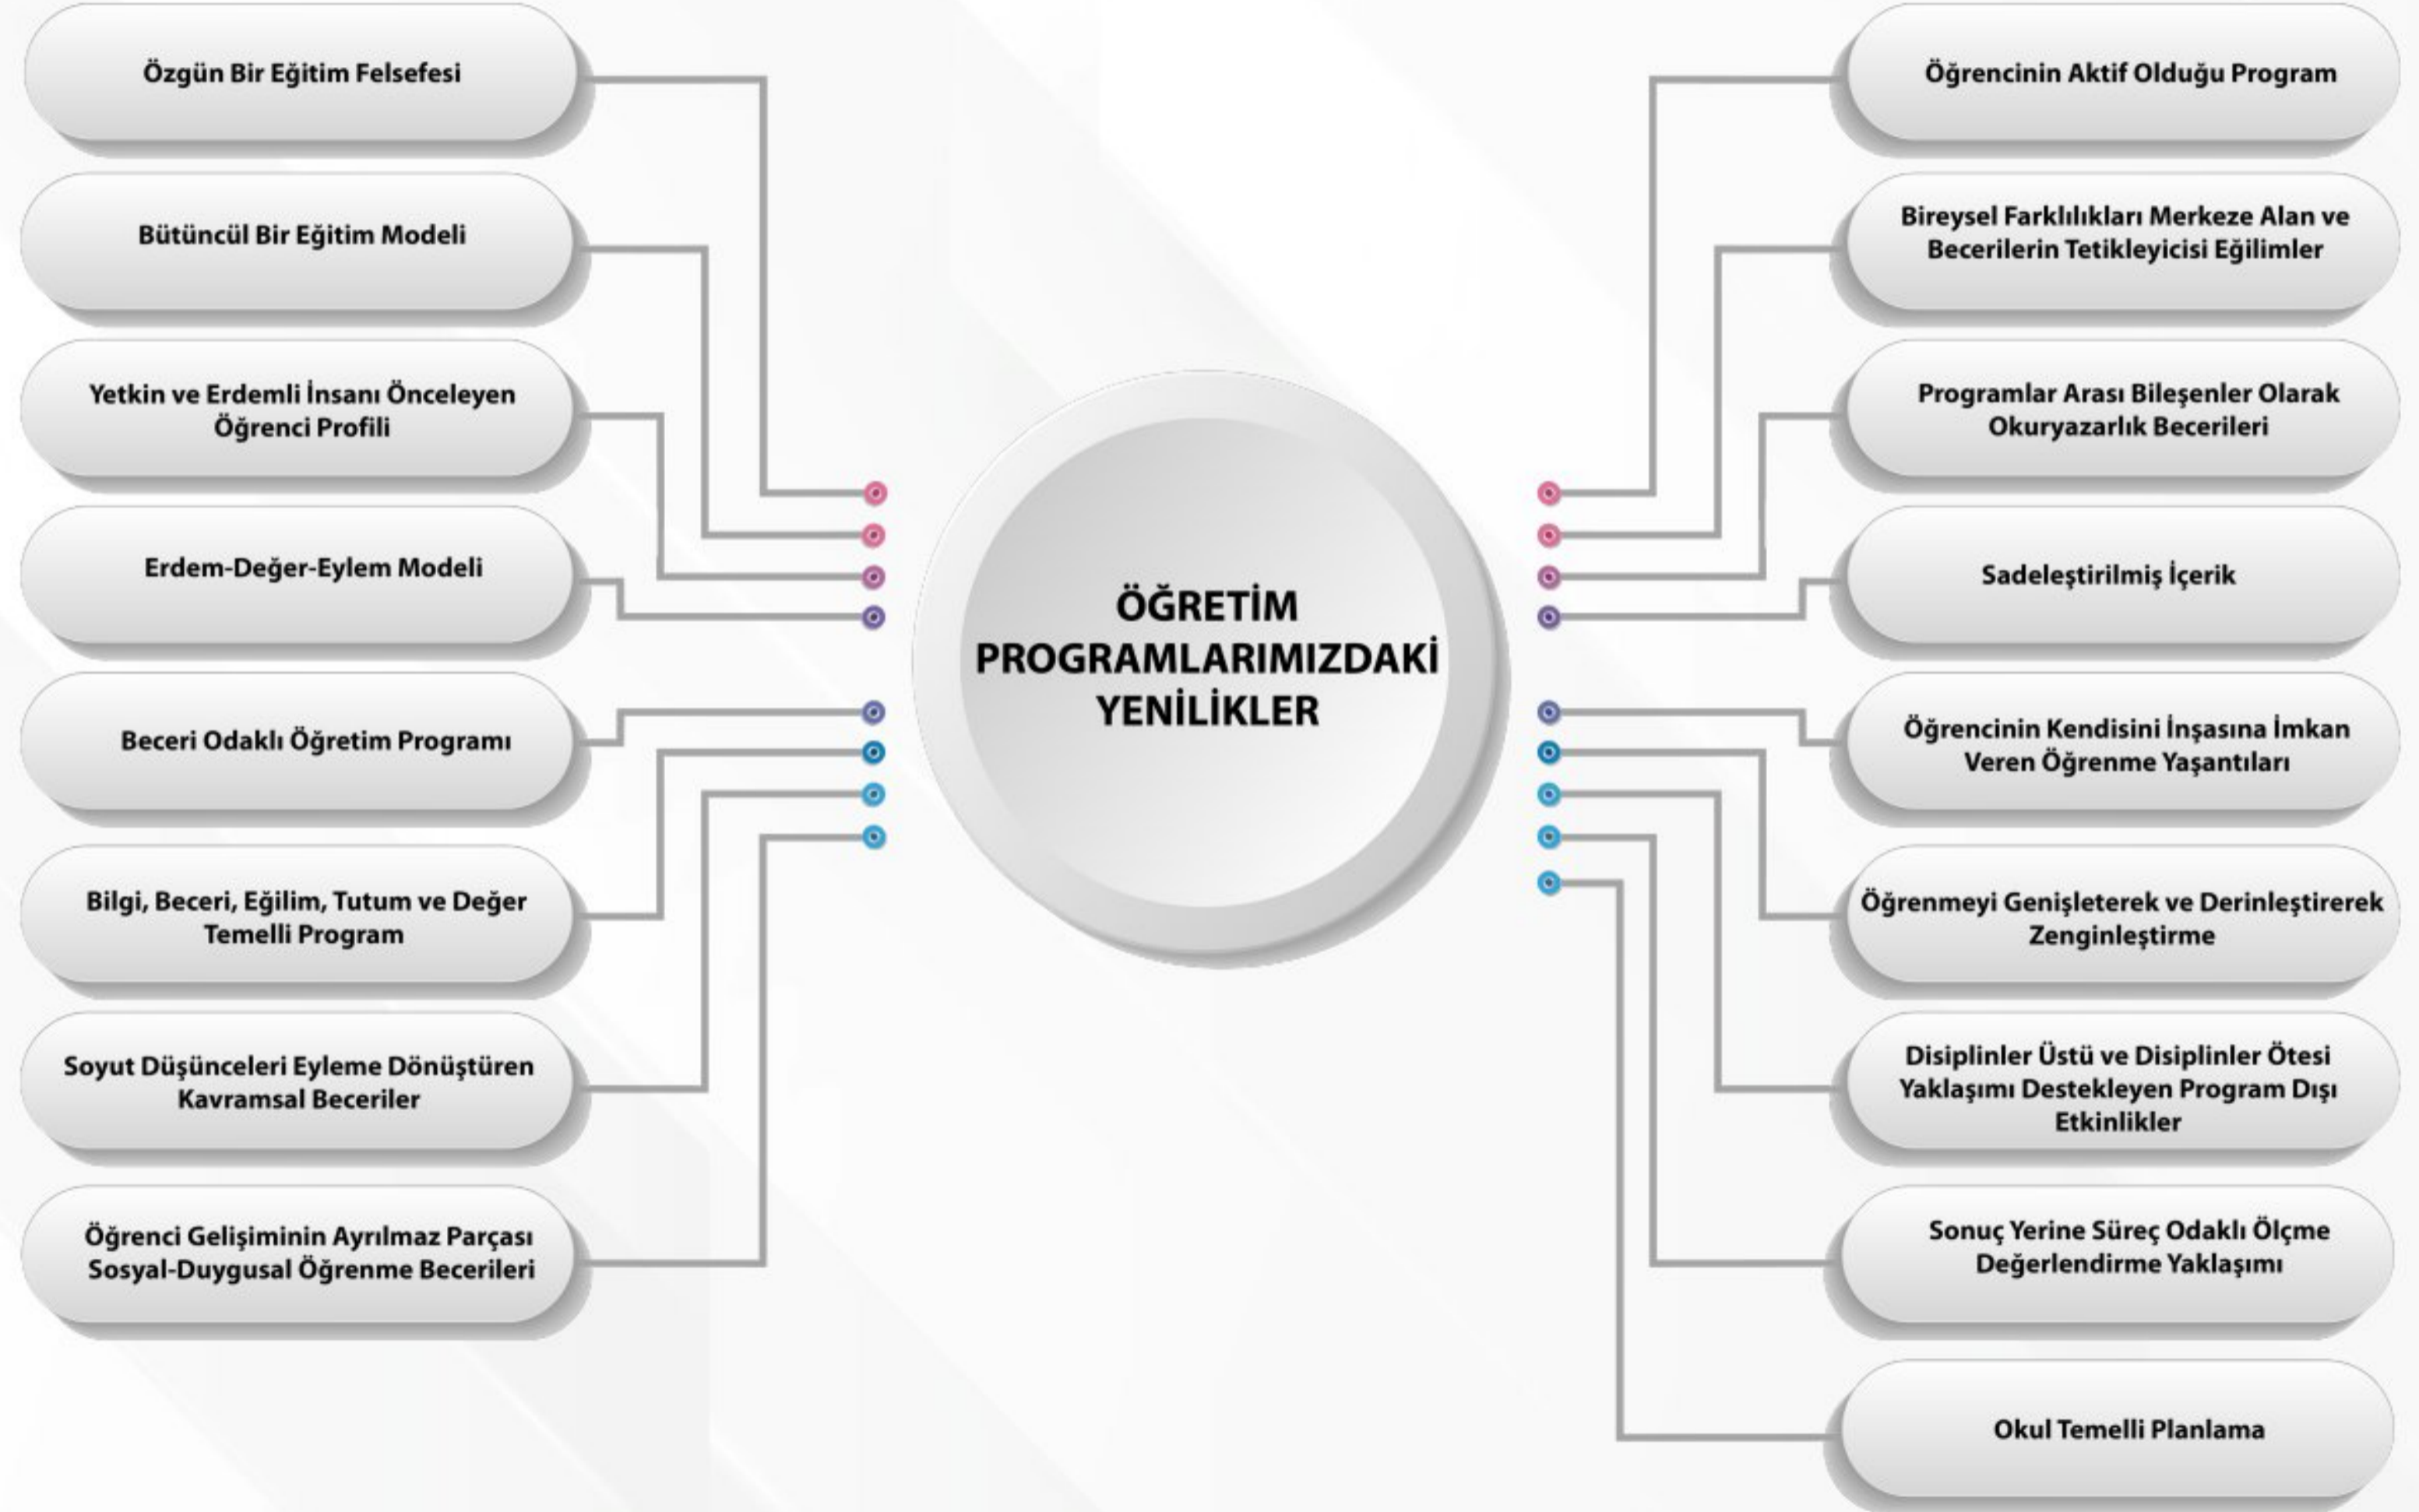 Özgün Bir Eğitim Felsefesi
Bütüncül Bir Eğitim Modeli
Yetkin ve Erdemli İnsanı Önceleyen
Öğrenci Profili
Erdem-Değer-Eylem Modeli
Beceri Odaklı Öğretim Programı
Bilgi, Beceri, Eğilim, Tutum ve Değer
Temelli Program
Soyut Düşünceleri Eyleme Dönüştüren
Kavramsal Beceriler
Öğrenci Gelişiminin Ayrılmaz Parçası
Sosyal-Duygusal Öğrenme Becerileri
ÖĞRETİM
PROGRAMLARIMIZDAKİ
YENİLİKLER
Öğrencinin Aktif Olduğu Program
Bireysel Farklılıkları Merkeze Alan ve
Becerilerin Tetikleyicisi Eğilimler
Programlar Arası Bileşenler Olarak
Okuryazarlık Becerileri
Sadeleştirilmiş İçerik
Öğrencinin Kendisini İnşasına İmkan
Veren Öğrenme Yaşantıları
Öğrenmeyi Genişleterek ve Derinleştirerek
Zenginleştirme
Disiplinler Üstü ve Disiplinler Ötesi
Yaklaşımı Destekleyen Program Dışı
Etkinlikler
Sonuç Yerine Süreç Odaklı Ölçme
Değerlendirme Yaklaşımı
Okul Temelli Planlama